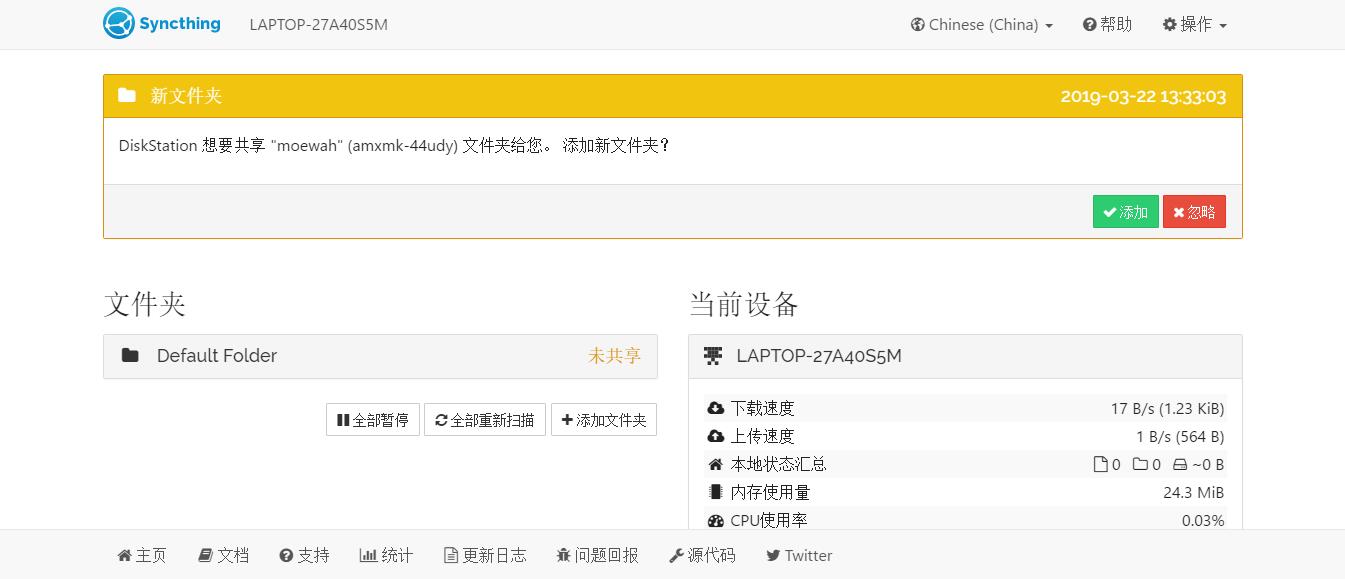 Syncthing LAPTOP-27A40S5M Chinese (China) 帮助 操作
新文件夹 2019-03-22 13:33:03
DiskStation 想要共享 "moewah" (amxmk-44udy) 文件夹给您。 添加新文件夹？
添加 忽略
文件夹
Default Folder 未共享
全部暂停 全部重新扫描 添加文件夹
当前设备
LAPTOP-27A40S5M
下载速度 17 B/s (1.23 KiB)
上传速度 1 B/s (564 B)
本地状态汇总 0 0 ~0 B
内存使用量 24.3 MiB
CPU使用率 0.03%
主页 文档 支持 统计 更新日志 问题回报 源代码 Twitter